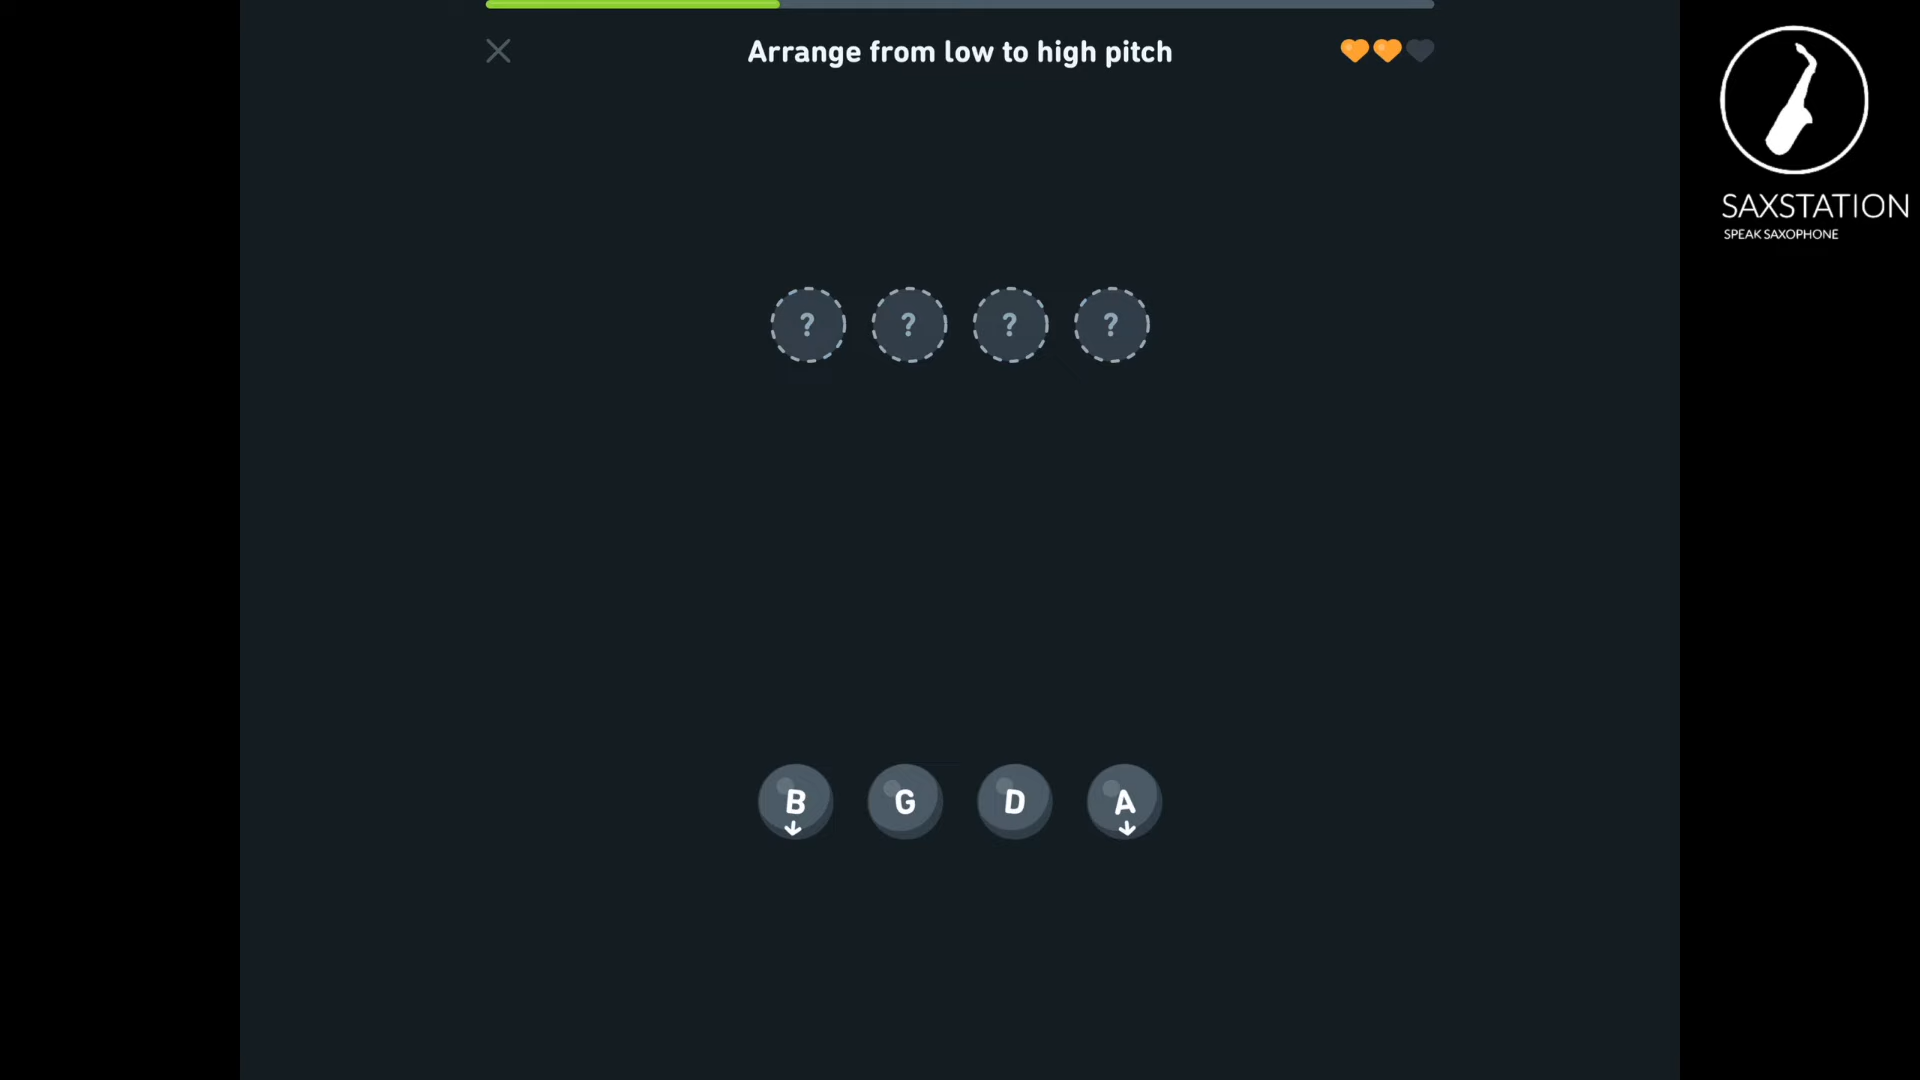 Arrange from low to high pitch
SAXSTATION
SPEAK SAXOPHONE
? ? ? ?
B G D A